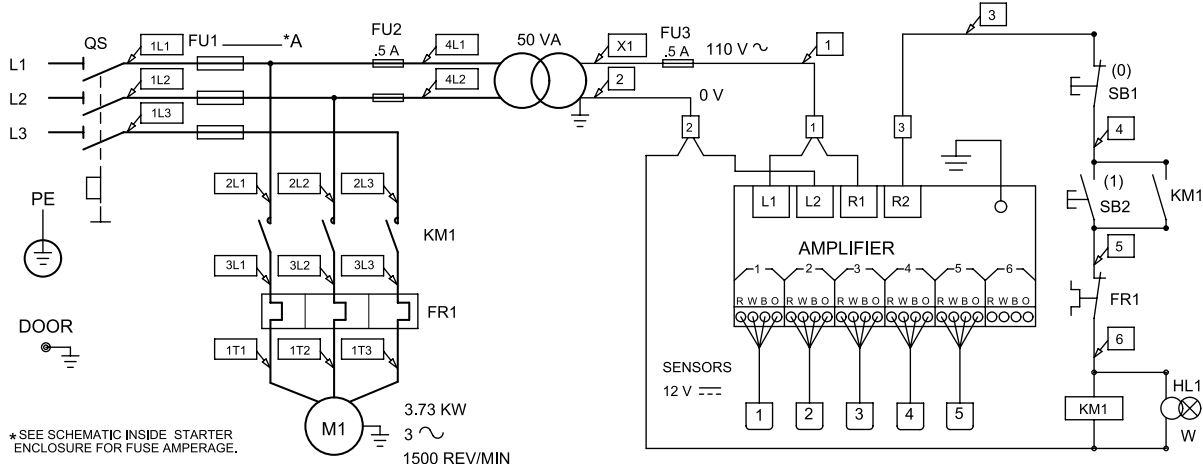 QS
1L1
FU1 ______*A
FU2
.5 A
4L1
50 VA
X1
FU3
.5 A
110 V ∿
1
3
L1
1L2
4L2
2
0 V
(0)
SB1
L2
1L3
L3
2
1
3
4
2L1
2L2
2L3
L1
L2
R1
R2
(1)
SB2
KM1
PE
KM1
AMPLIFIER
5
3L1
3L2
3L3
1
2
3
4
5
6
R W B O
R W B O
R W B O
R W B O
R W B O
R W B O
FR1
FR1
DOOR
6
1T1
1T2
1T3
SENSORS
12 V ⎓
HL1
KM1
W
1
2
3
4
5
M1
3.73 KW
3 ∿
1500 REV/MIN
* SEE SCHEMATIC INSIDE STARTER
ENCLOSURE FOR FUSE AMPERAGE.